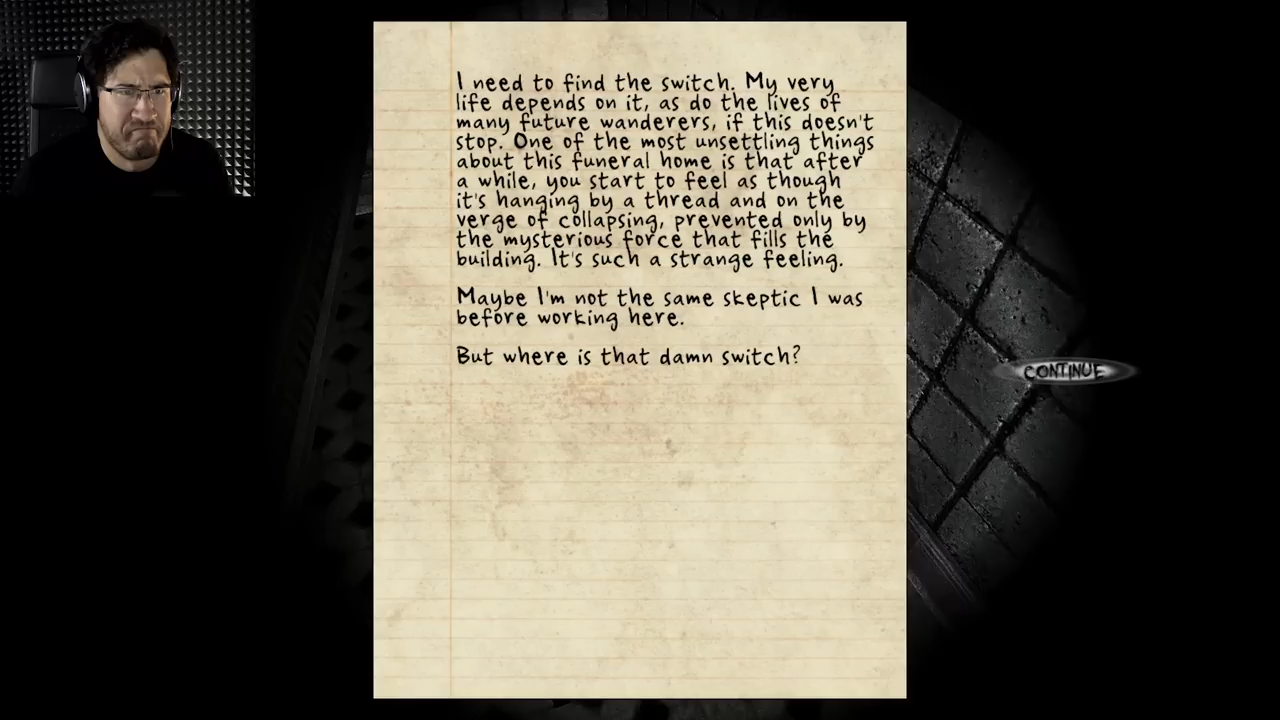 I need to find the switch. My very
life depends on it, as do the lives of
many future wanderers, if this doesn't
stop. One of the most unsettling things
about this funeral home is that after
a while, you start to feel as though
it's hanging by a thread and on the
verge of collapsing, prevented only by
the mysterious force that fills the
building. It's such a strange feeling.
Maybe I'm not the same skeptic I was
before working here.
But where is that damn switch?
CONTINUE